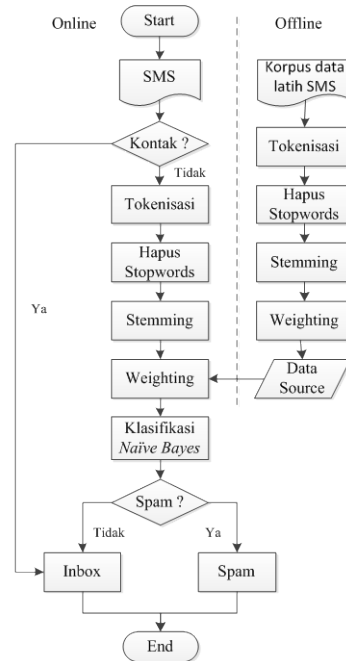 Online
Start
Offline
SMS
Korpus data
latih SMS
Kontak ?
Tidak
Tokenisasi
Tokenisasi
Hapus
Stopwords
Hapus
Stopwords
Ya
Stemming
Stemming
Weighting
Weighting
Data
Source
Klasifikasi
Naïve Bayes
Spam ?
Tidak
Ya
Inbox
Spam
End